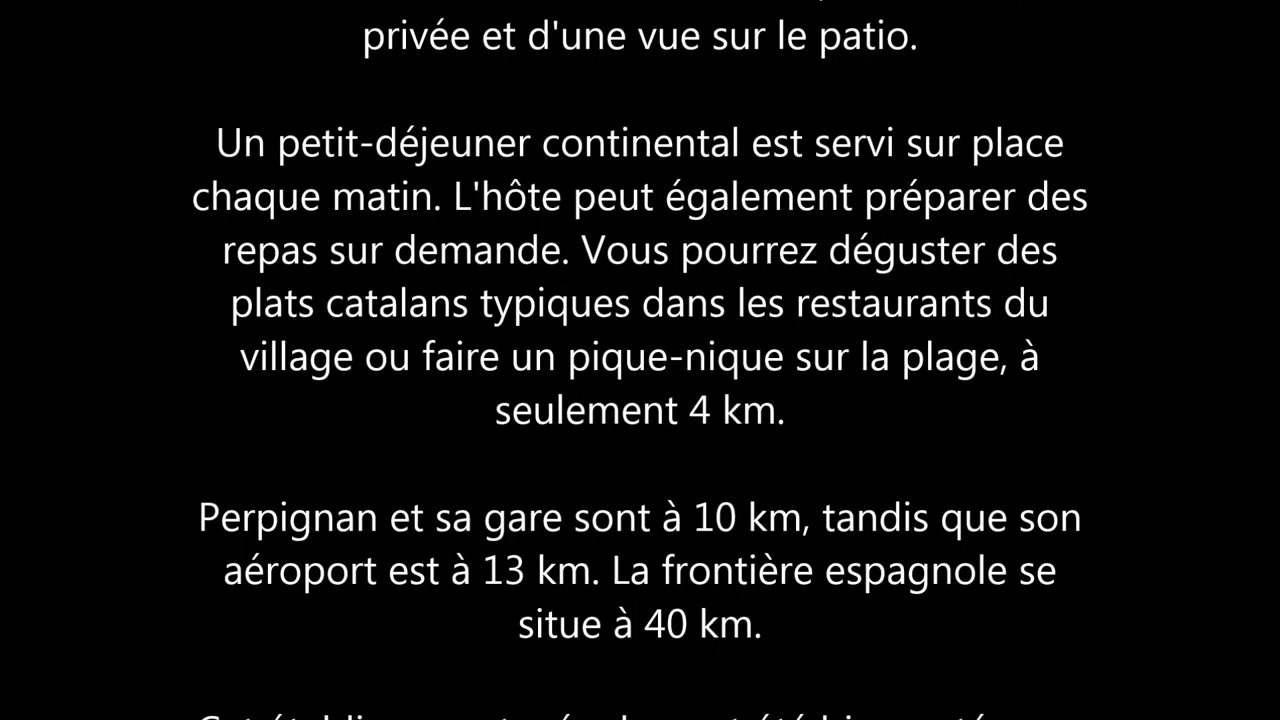 privée et d'une vue sur le patio.
Un petit-déjeuner continental est servi sur place
chaque matin. L'hôte peut également préparer des
repas sur demande. Vous pourrez déguster des
plats catalans typiques dans les restaurants du
village ou faire un pique-nique sur la plage, à
seulement 4 km.
Perpignan et sa gare sont à 10 km, tandis que son
aéroport est à 13 km. La frontière espagnole se
situe à 40 km.